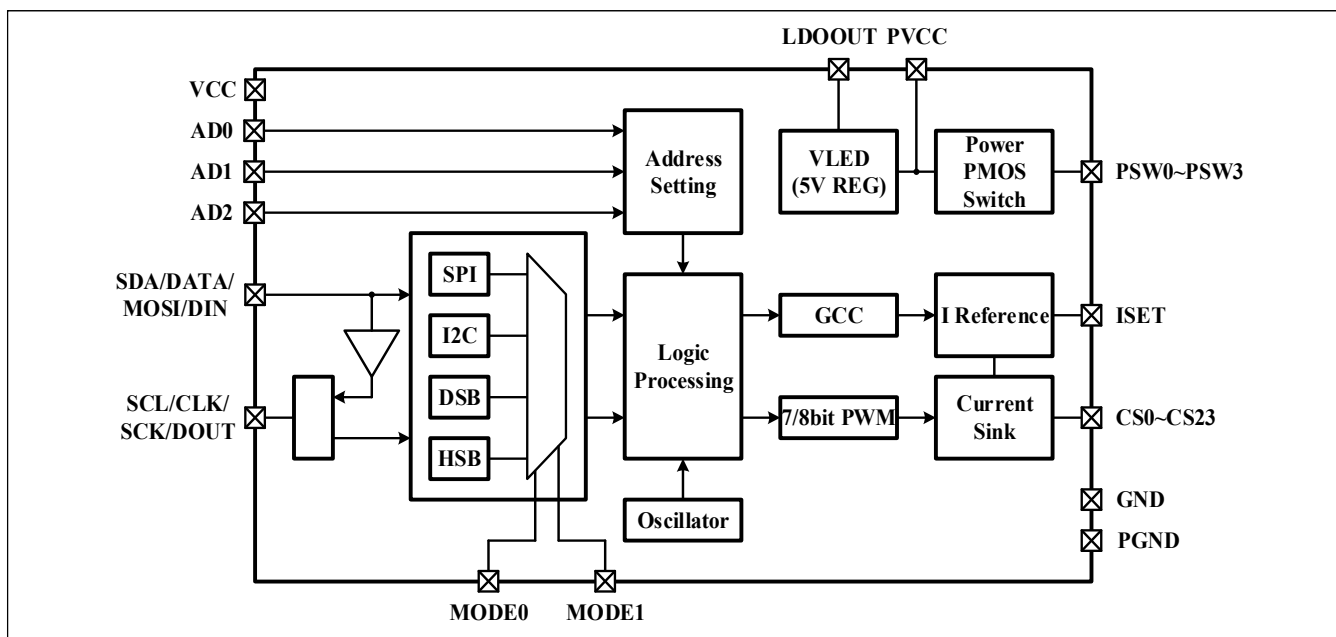 LDOOUT PVCC
VCC
AD0
AD1
AD2
Address
Setting
VLED
(5V REG)
Power
PMOS
Switch
PSW0~PSW3
SDA/DATA/
MOSI/DIN
SPI
I2C
DSB
HSB
SCL/CLK/
SCK/DOUT
Logic
Processing
GCC
I Reference
ISET
7/8bit PWM
Current
Sink
CS0~CS23
Oscillator
GND
PGND
MODE0
MODE1